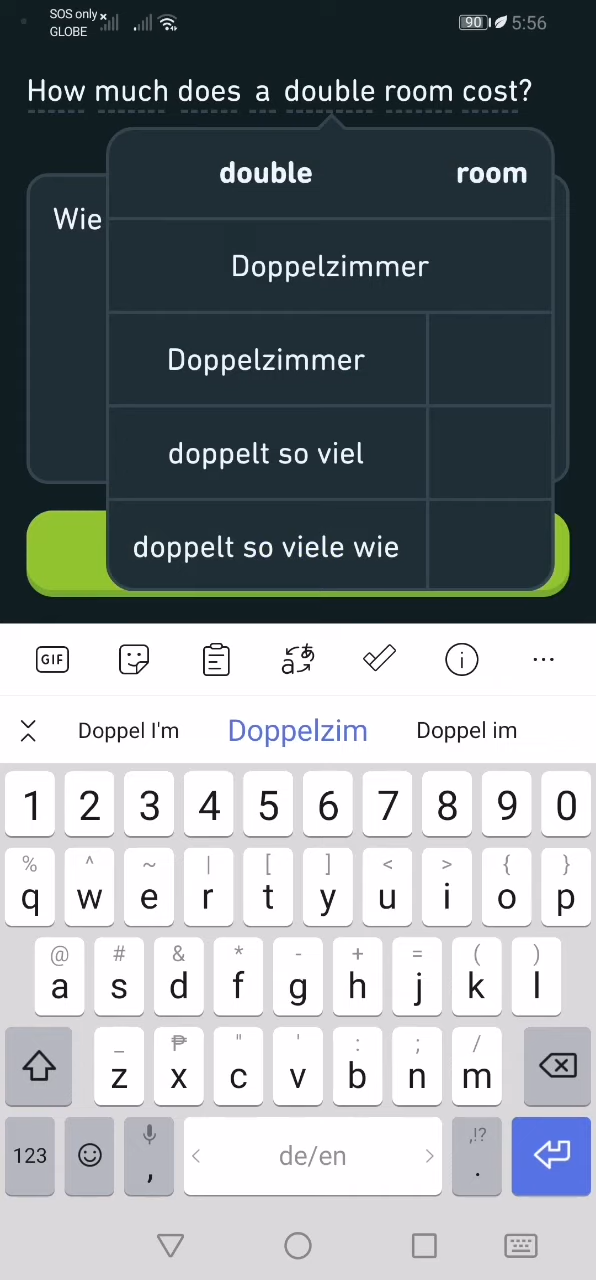 SOS only
GLOBE
90 5:56
How much does a double room cost?
double room
Wie
Doppelzimmer
Doppelzimmer
doppelt so viel
doppelt so viele wie
GIF
Doppel I'm Doppelzim Doppel im
1 2 3 4 5 6 7 8 9 0
% ^ ~ | [ ] < > { }
q w e r t y u i o p
@ # & * - + = ( )
a s d f g h j k l
_ ₱ " ' : ; /
z x c v b n m
,!?
123 , < de/en > .